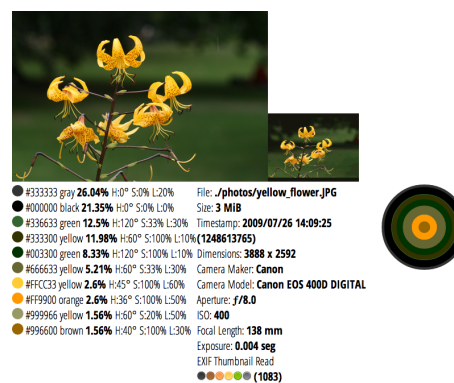 #333333 gray 26.04% H:0° S:0% L:20%
#000000 black 21.35% H:0° S:0% L:0%
#336633 green 12.5% H:120° S:33% L:30%
#333300 yellow 11.98% H:60° S:100% L:10%
#003300 green 8.33% H:120° S:100% L:10%
#666633 yellow 5.21% H:60° S:33% L:30%
#FFCC33 yellow 2.6% H:45° S:100% L:60%
#FF9900 orange 2.6% H:36° S:100% L:50%
#999966 yellow 1.56% H:60° S:20% L:50%
#996600 brown 1.56% H:40° S:100% L:30%
File: ./photos/yellow_flower.JPG
Size: 3 MiB
Timestamp: 2009/07/26 14:09:25
(1248613765)
Dimensions: 3888 x 2592
Camera Maker: Canon
Camera Model: Canon EOS 400D DIGITAL
Aperture: ƒ/8.0
ISO: 400
Focal Length: 138 mm
Exposure: 0.004 seg
EXIF Thumbnail Read
(1083)